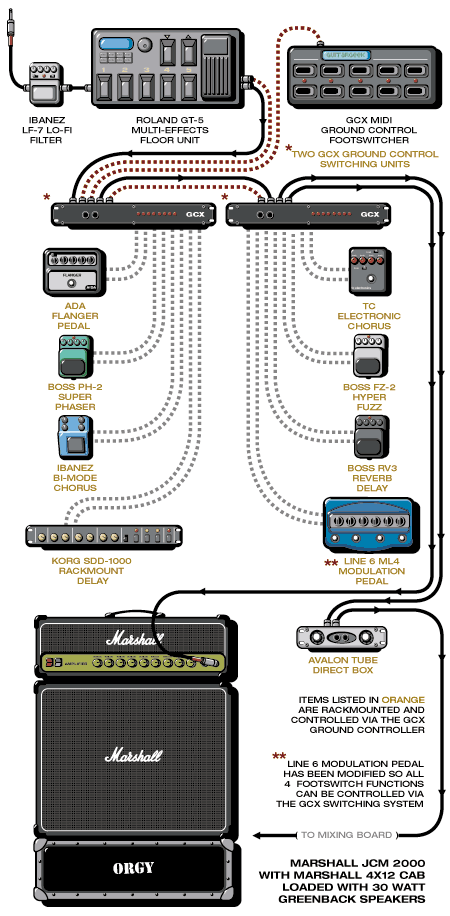 IBANEZ
LF-7 LO-FI
FILTER
ROLAND GT-5
MULTI-EFFECTS
FLOOR UNIT
GCX MIDI
GROUND CONTROL
FOOTSWITCHER
*TWO GCX GROUND CONTROL
SWITCHING UNITS
1 2 3 4 5
*
GCX
*
GCX
FLANGER
ADA
FLANGER
PEDAL
TC
ELECTRONIC
CHORUS
BOSS PH-2
SUPER
PHASER
BOSS FZ-2
HYPER
FUZZ
IBANEZ
BI-MODE
CHORUS
BOSS RV3
REVERB
DELAY
KORG SDD-1000
RACKMOUNT
DELAY
** LINE 6 ML4
MODULATION
PEDAL
Marshall
AMPLIFIER
AVALON TUBE
DIRECT BOX
ITEMS LISTED IN ORANGE
ARE RACKMOUNTED AND
CONTROLLED VIA THE GCX
GROUND CONTROLLER
Marshall
**
LINE 6 MODULATION PEDAL
HAS BEEN MODIFIED SO ALL
4 FOOTSWITCH FUNCTIONS
CAN BE CONTROLLED VIA
THE GCX SWITCHING SYSTEM
( TO MIXING BOARD )
ORGY
MARSHALL JCM 2000
WITH MARSHALL 4X12 CAB
LOADED WITH 30 WATT
GREENBACK SPEAKERS